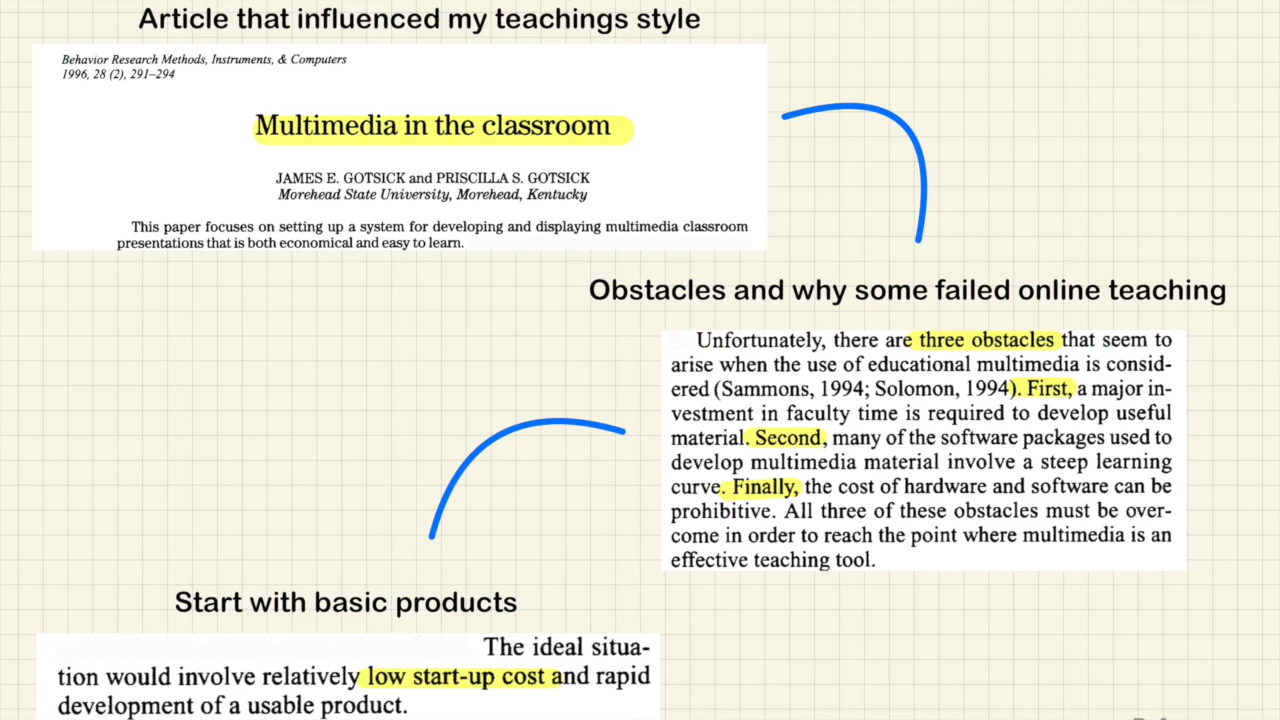 Article that influenced my teachings style
Behavior Research Methods, Instruments, & Computers
1996, 28 (2), 291–294
Multimedia in the classroom
JAMES E. GOTSICK and PRISCILLA S. GOTSICK
Morehead State University, Morehead, Kentucky
This paper focuses on setting up a system for developing and displaying multimedia classroom
presentations that is both economical and easy to learn.
Obstacles and why some failed online teaching
Unfortunately, there are three obstacles that seem to
arise when the use of educational multimedia is consid-
ered (Sammons, 1994; Solomon, 1994). First, a major in-
vestment in faculty time is required to develop useful
material. Second, many of the software packages used to
develop multimedia material involve a steep learning
curve. Finally, the cost of hardware and software can be
prohibitive. All three of these obstacles must be over-
come in order to reach the point where multimedia is an
effective teaching tool.
Start with basic products
The ideal situa-
tion would involve relatively low start-up cost and rapid
development of a usable product.